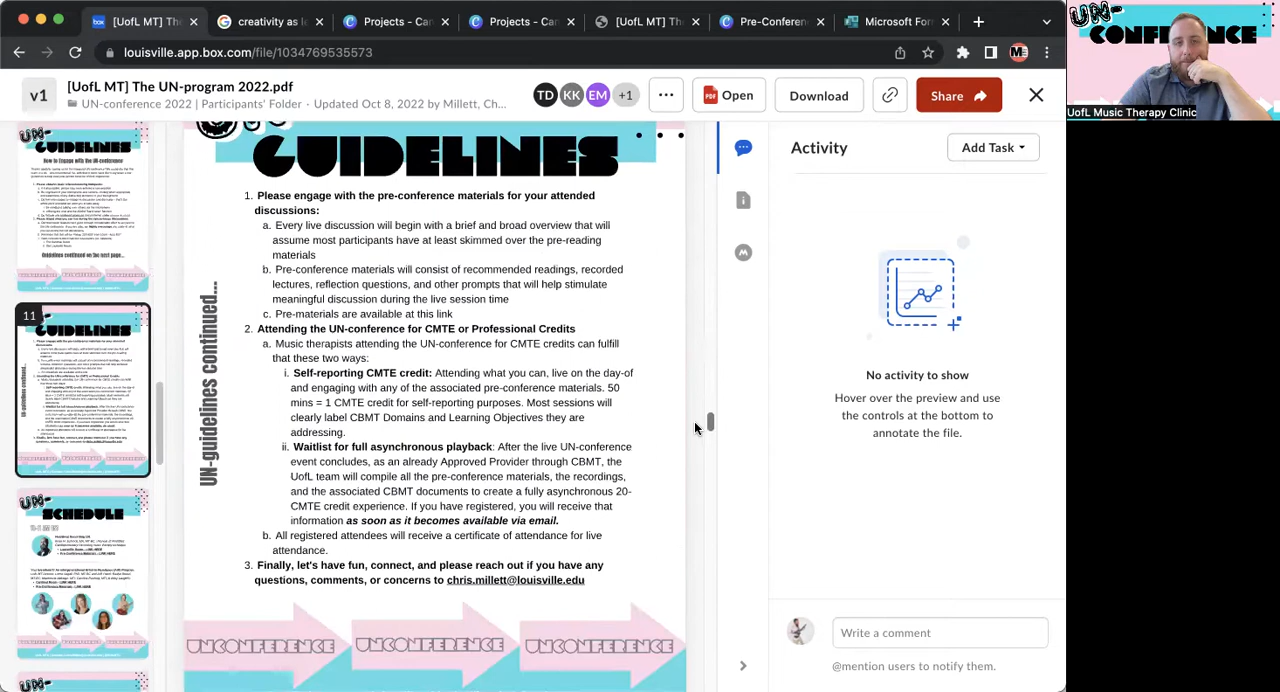 [UofL MT] The
creativity as le
Projects - Can
Projects - Can
[UofL MT] The
Pre-Conferen
Microsoft For
louisville.app.box.com/file/1034769535573
v1
[UofL MT] The UN-program 2022.pdf
UN-conference 2022 | Participants' Folder · Updated Oct 8, 2022 by Millett, Ch...
TD KK EM +1
Open
Download
Share
UN-
CONFERENCE
UofL Music Therapy Clinic
GUIDELINES
11
GUIDELINES
UN-
SCHEDULE
GUIDELINES
UN-guidelines continued...
1. Please engage with pre-conference materials for your attended
discussions:
a. Every live discussion will begin with a brief and broad overview that will
assume most participants have at least skimmed over the pre-reading
materials
b. Pre-conference materials will consist of recommended readings, recorded
lectures, reflection questions, and other prompts that will help stimulate
meaningful discussion during the live session time
c. Pre-materials are available at this link
2. Attending the UN-conference for CMTE or Professional Credits
a. Music therapists attending the UN-conference for CMTE credits can fulfill
that these two ways:
i. Self-reporting CMTE credit: Attending what you can, live on the day-of
and engaging with any of the associated pre-conference materials. 50
mins = 1 CMTE credit for self-reporting purposes. Most sessions will
clearly label CBMT Domains and Learning Objectives they are
addressing.
ii. Waitlist for full asynchronous playback: After the live UN-conference
event concludes, as an already Approved Provider through CBMT, the
UofL team will compile all the pre-conference materials, the recordings,
and the associated CBMT documents to create a fully asynchronous 20-
CMTE credit experience. If you have registered, you will receive that
information as soon as it becomes available via email.
b. All registered attendees will receive a certificate of attendance for live
attendance.
3. Finally, have fun, connect, and please reach out if you have any
questions, comments, or concerns to chris.millett@louisville.edu
UNCONFERENCE UNCONFERENCE UNCONFERENCE
Activity
Add Task
No activity to show
Hover over the preview and use
the controls at the bottom to
annotate the file.
Write a comment
@mention users to notify them.